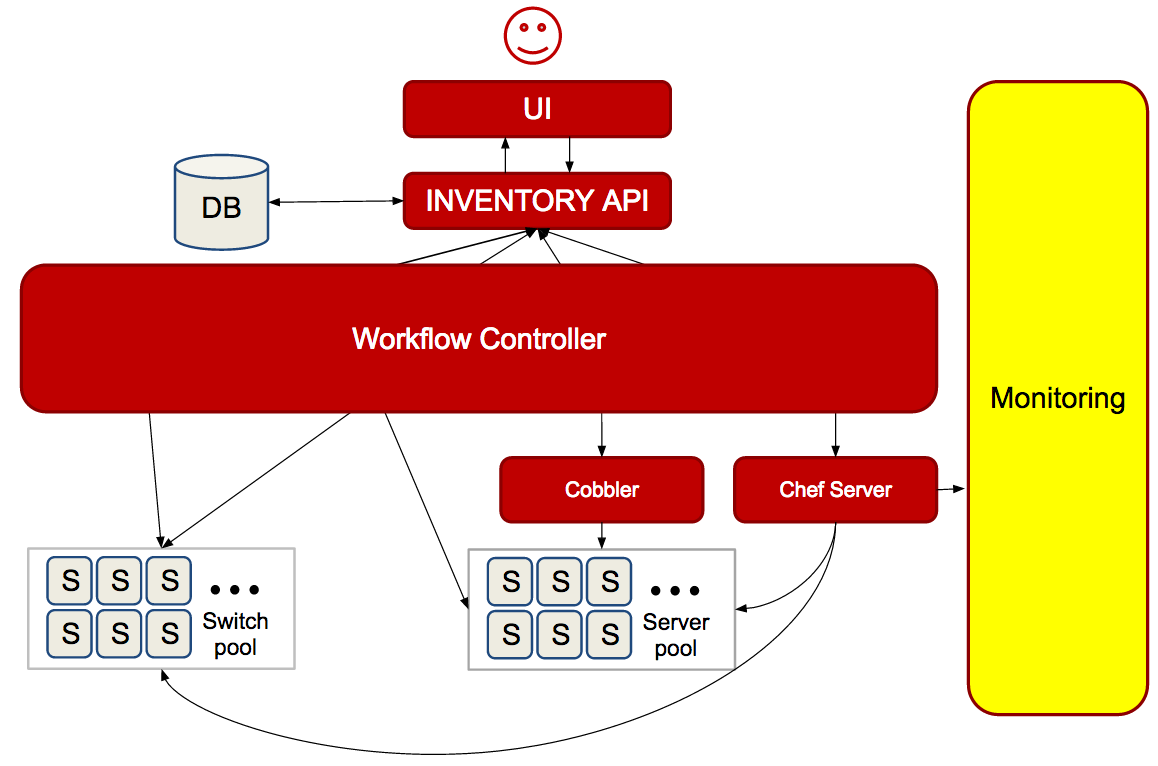 UI
INVENTORY API
DB
Workflow Controller
Monitoring
Cobbler
Chef Server
S S S
S S S
Switch
pool
S S S
S S S
Server
pool